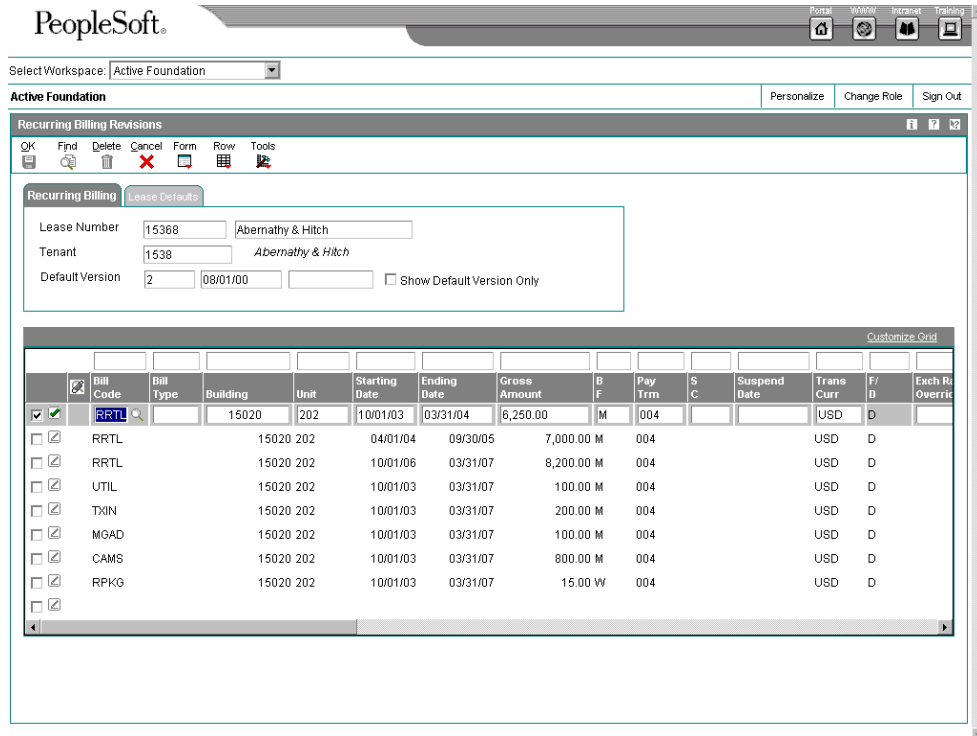 PeopleSoft®
Portal WWW Intranet Training
Select Workspace: Active Foundation
Active Foundation Personalize Change Role Sign Out
Recurring Billing Revisions
OK Find Delete Cancel Form Row Tools
Recurring Billing Lease Defaults
Lease Number 15368 Abernathy & Hitch
Tenant 1538 Abernathy & Hitch
Default Version 2 08/01/00 Show Default Version Only
Customize Grid
Bill Code Bill Type Building Unit Starting Date Ending Date Gross Amount B F Pay Trm S C Suspend Date Trans Curr F/ D Exch Ra Overric
RRTL 15020 202 10/01/03 03/31/04 6,250.00 M 004 USD D
RRTL 15020 202 04/01/04 09/30/05 7,000.00 M 004 USD D
RRTL 15020 202 10/01/06 03/31/07 8,200.00 M 004 USD D
UTIL 15020 202 10/01/03 03/31/07 100.00 M 004 USD D
TXIN 15020 202 10/01/03 03/31/07 200.00 M 004 USD D
MGAD 15020 202 10/01/03 03/31/07 100.00 M 004 USD D
CAMS 15020 202 10/01/03 03/31/07 800.00 M 004 USD D
RPKG 15020 202 10/01/03 03/31/07 15.00 W 004 USD D